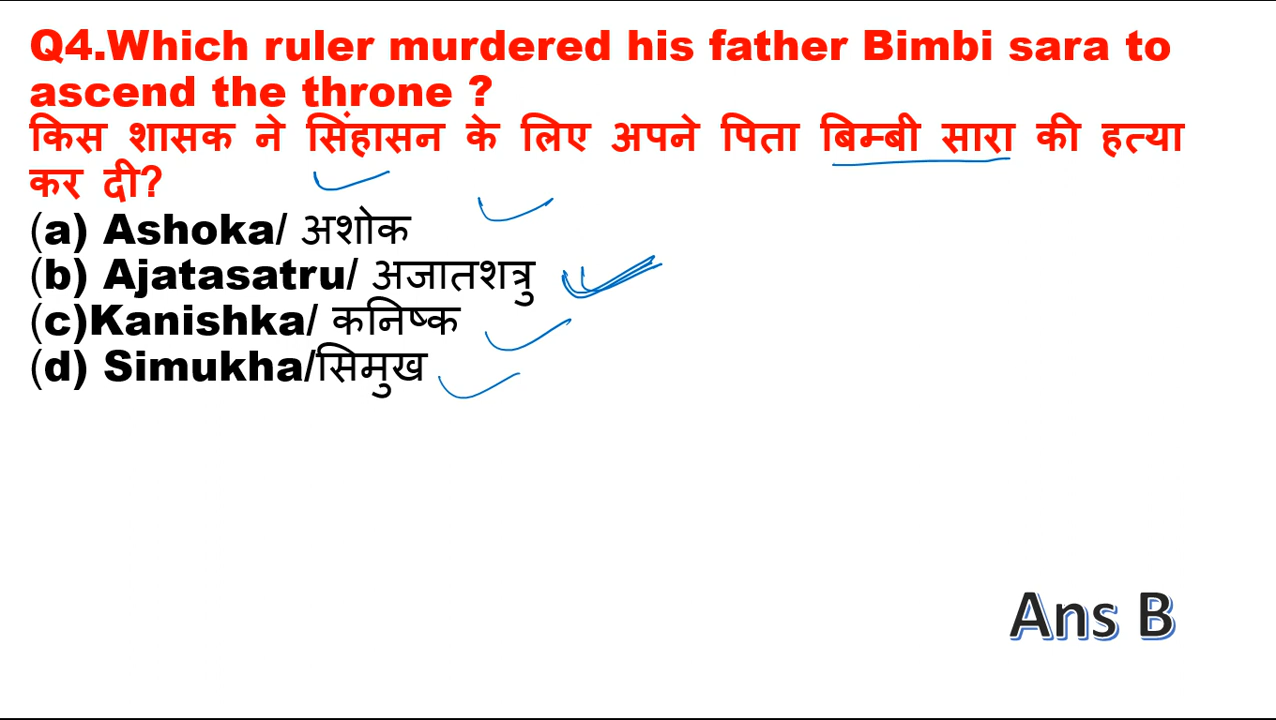 Q4.Which ruler murdered his father Bimbi sara to
ascend the throne ?
किस शासक ने सिंहासन के लिए अपने पिता बिम्बी सारा की हत्या
कर दी?
(a) Ashoka/ अशोक
(b) Ajatasatru/ अजातशत्रु
(c)Kanishka/ कनिष्क
(d) Simukha/सिमुख
Ans B